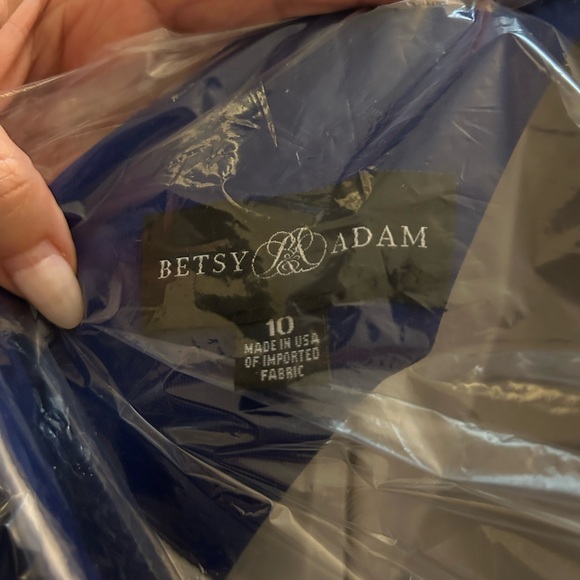 BETSY B&A ADAM
10
MADE IN USA
OF IMPORTED
FABRIC